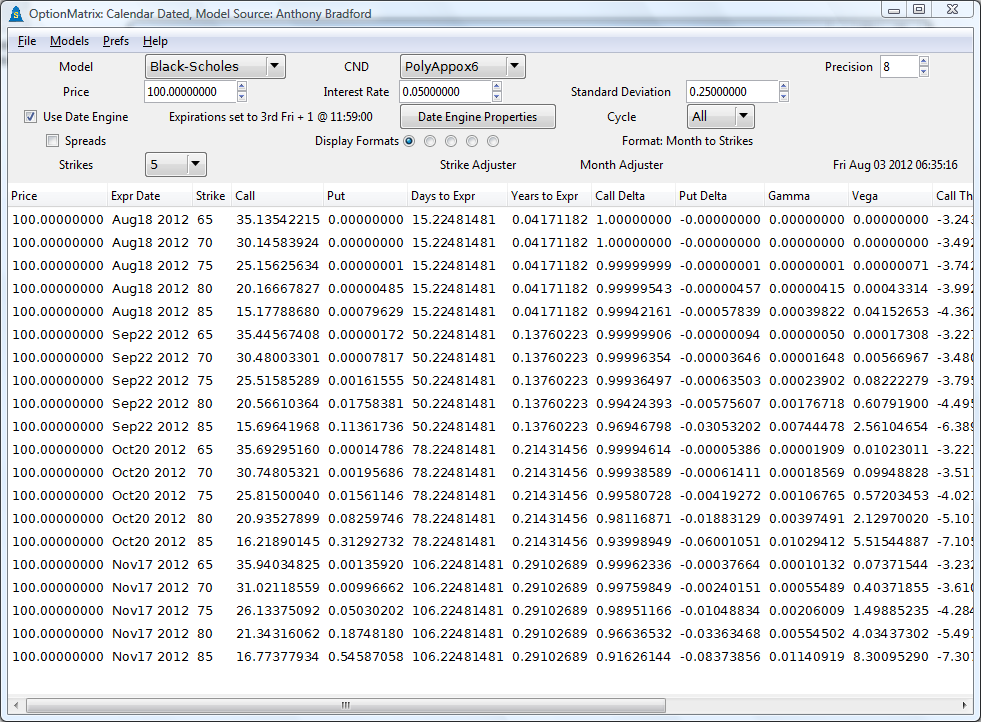 OptionMatrix: Calendar Dated, Model Source: Anthony Bradford
File Models Prefs Help
Model Black-Scholes CND PolyAppox6 Precision 8
Price 100.00000000 Interest Rate 0.05000000 Standard Deviation 0.25000000
Use Date Engine Expirations set to 3rd Fri + 1 @ 11:59:00 Date Engine Properties Cycle All
Spreads Display Formats Format: Month to Strikes
Strikes 5 Strike Adjuster Month Adjuster Fri Aug 03 2012 06:35:16
Price Expr Date Strike Call Put Days to Expr Years to Expr Call Delta Put Delta Gamma Vega Call Th
100.00000000 Aug18 2012 65 35.13542215 0.00000000 15.22481481 0.04171182 1.00000000 -0.00000000 0.00000000 0.00000000 -3.243
100.00000000 Aug18 2012 70 30.14583924 0.00000000 15.22481481 0.04171182 1.00000000 -0.00000000 0.00000000 0.00000000 -3.492
100.00000000 Aug18 2012 75 25.15625634 0.00000001 15.22481481 0.04171182 0.99999999 -0.00000001 0.00000001 0.00000071 -3.742
100.00000000 Aug18 2012 80 20.16667827 0.00000485 15.22481481 0.04171182 0.99999543 -0.00000457 0.00000415 0.00043314 -3.992
100.00000000 Aug18 2012 85 15.17788680 0.00079629 15.22481481 0.04171182 0.99942161 -0.00057839 0.00039822 0.04152653 -4.362
100.00000000 Sep22 2012 65 35.44567408 0.00000172 50.22481481 0.13760223 0.99999906 -0.00000094 0.00000050 0.00017308 -3.227
100.00000000 Sep22 2012 70 30.48003301 0.00007817 50.22481481 0.13760223 0.99996354 -0.00003646 0.00001648 0.00566967 -3.480
100.00000000 Sep22 2012 75 25.51585289 0.00161555 50.22481481 0.13760223 0.99936497 -0.00063503 0.00023902 0.08222279 -3.795
100.00000000 Sep22 2012 80 20.56610364 0.01758381 50.22481481 0.13760223 0.99424393 -0.00575607 0.00176718 0.60791900 -4.495
100.00000000 Sep22 2012 85 15.69641968 0.11361736 50.22481481 0.13760223 0.96946798 -0.03053202 0.00744478 2.56104654 -6.389
100.00000000 Oct20 2012 65 35.69295160 0.00014786 78.22481481 0.21431456 0.99994614 -0.00005386 0.00001909 0.01023011 -3.221
100.00000000 Oct20 2012 70 30.74805321 0.00195686 78.22481481 0.21431456 0.99938589 -0.00061411 0.00018569 0.09948828 -3.517
100.00000000 Oct20 2012 75 25.81500040 0.01561146 78.22481481 0.21431456 0.99580728 -0.00419272 0.00106765 0.57203453 -4.027
100.00000000 Oct20 2012 80 20.93527899 0.08259746 78.22481481 0.21431456 0.98116871 -0.01883129 0.00397491 2.12970020 -5.101
100.00000000 Oct20 2012 85 16.21890145 0.31292732 78.22481481 0.21431456 0.93998949 -0.06001051 0.01029412 5.51544887 -7.105
100.00000000 Nov17 2012 65 35.94034825 0.00135920 106.22481481 0.29102689 0.99962336 -0.00037664 0.00010132 0.07371544 -3.232
100.00000000 Nov17 2012 70 31.02118559 0.00996662 106.22481481 0.29102689 0.99759849 -0.00240151 0.00055489 0.40371855 -3.610
100.00000000 Nov17 2012 75 26.13375092 0.05030202 106.22481481 0.29102689 0.98951166 -0.01048834 0.00206009 1.49885235 -4.284
100.00000000 Nov17 2012 80 21.34316062 0.18748180 106.22481481 0.29102689 0.96636532 -0.03363468 0.00554502 4.03437302 -5.497
100.00000000 Nov17 2012 85 16.77377934 0.54587058 106.22481481 0.29102689 0.91626144 -0.08373856 0.01140919 8.30095290 -7.307